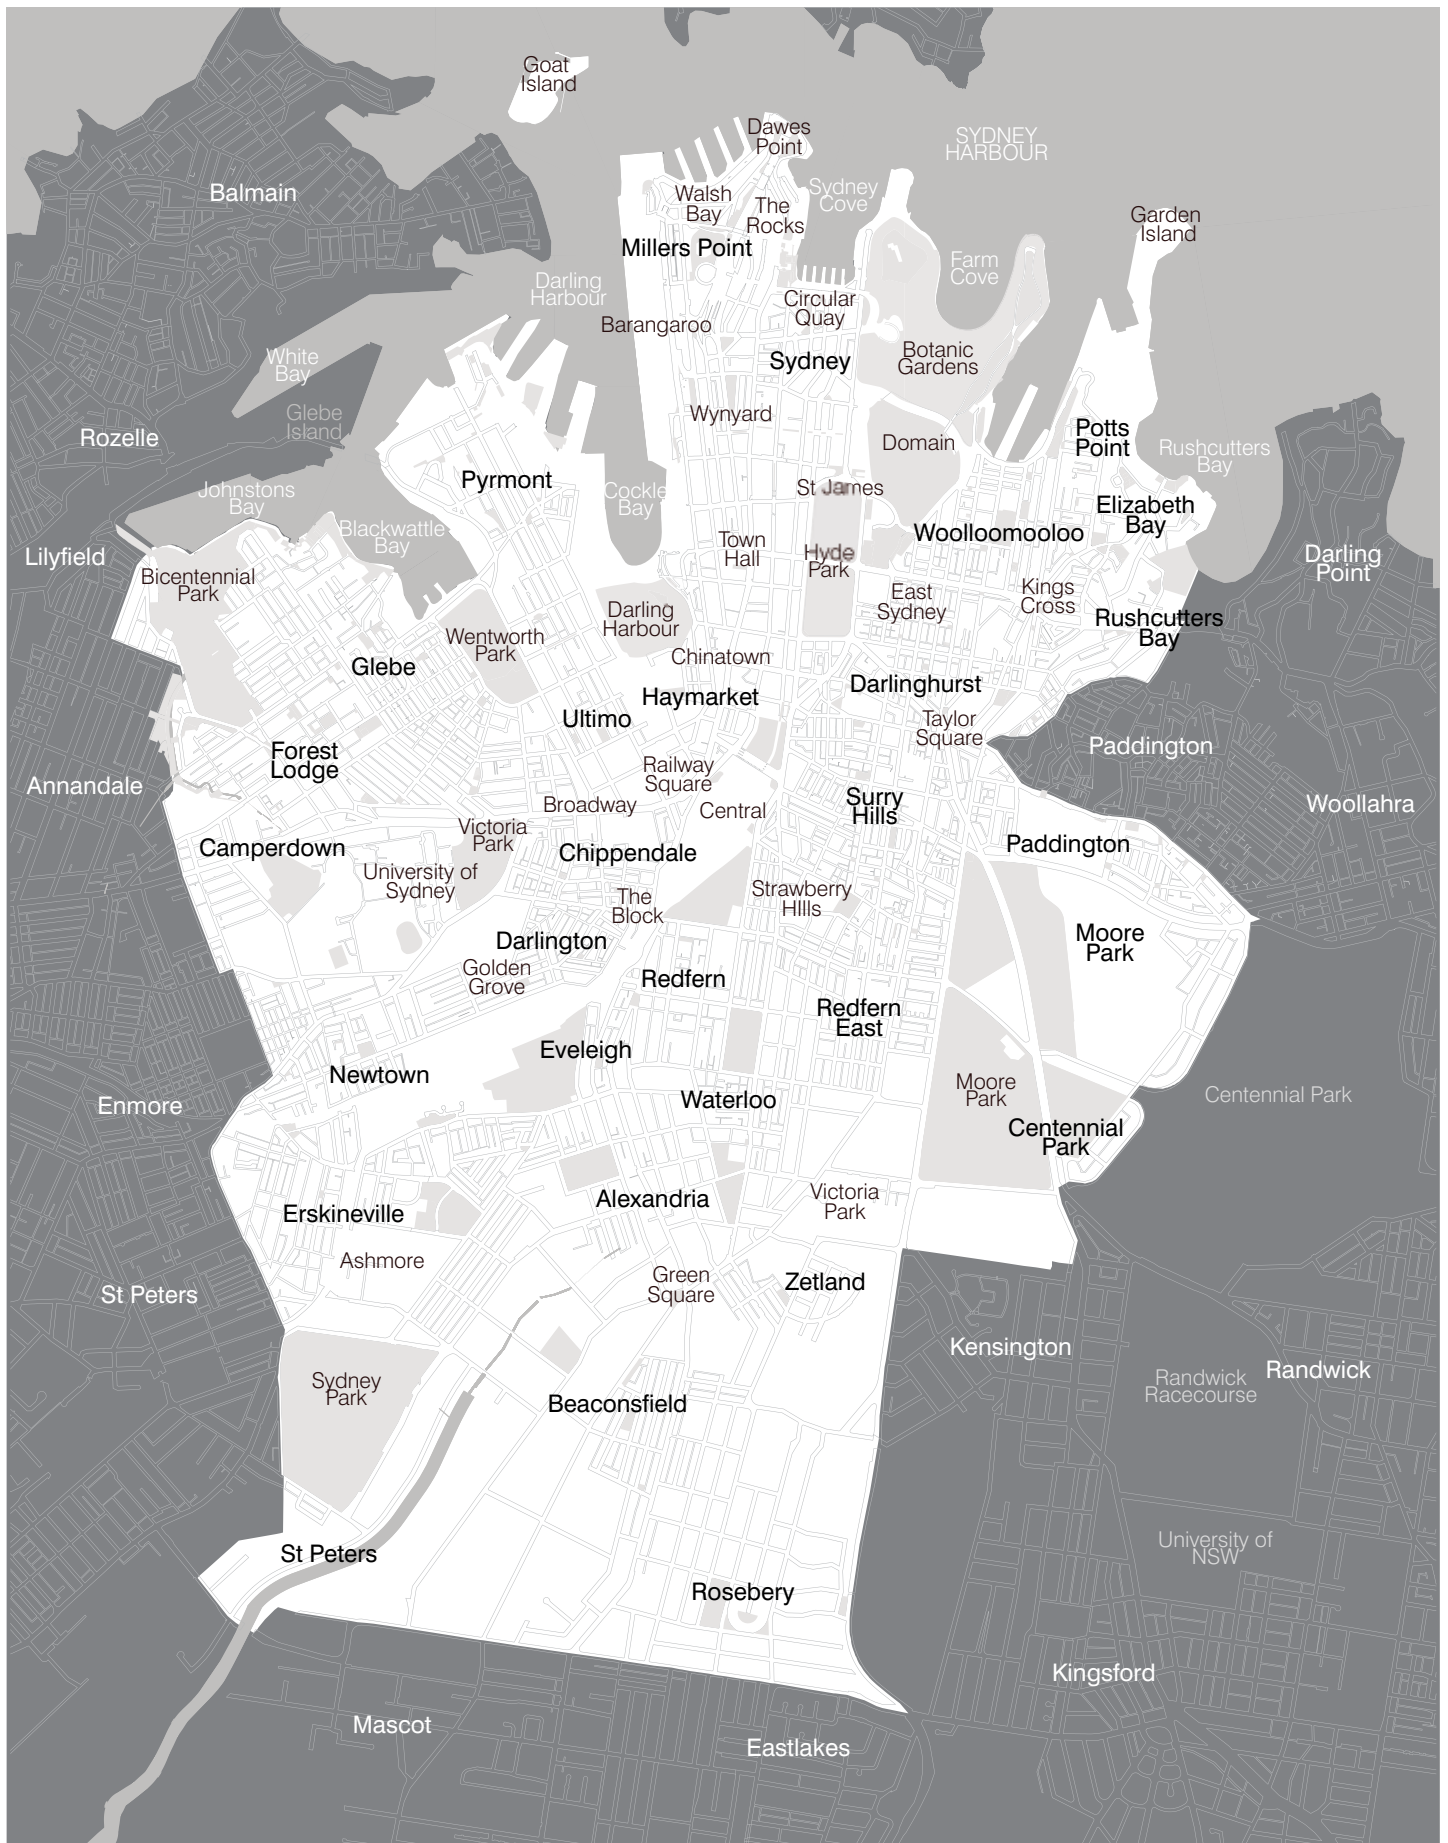 Goat
Island
Dawes
Point
SYDNEY
HARBOUR
Balmain
Walsh
Bay
The
Rocks
Sydney
Cove
Garden
Island
Millers Point
Farm
Cove
Darling
Harbour
Circular
Quay
Barangaroo
Sydney
Botanic
Gardens
White
Bay
Glebe
Island
Wynyard
Rozelle
Domain
Potts
Point
Rushcutters
Bay
Pyrmont
St James
Johnstons
Bay
Cockle
Bay
Elizabeth
Bay
Blackwattle
Bay
Woolloomooloo
Lilyfield
Town
Hall
Hyde
Park
Darling
Point
Bicentennial
Park
Darling
Harbour
East
Sydney
Kings
Cross
Rushcutters
Bay
Wentworth
Park
Chinatown
Glebe
Haymarket
Darlinghurst
Ultimo
Taylor
Square
Paddington
Forest
Lodge
Railway
Square
Annandale
Broadway
Central
Surry
Hills
Woollahra
Victoria
Park
Camperdown
Chippendale
Paddington
University of
Sydney
The
Block
Strawberry
HIlls
Darlington
Moore
Park
Golden
Grove
Redfern
Redfern
East
Eveleigh
Newtown
Moore
Park
Waterloo
Centennial Park
Enmore
Centennial
Park
Alexandria
Victoria
Park
Erskineville
Ashmore
Green
Square
Zetland
St Peters
Kensington
Sydney
Park
Randwick
Racecourse
Randwick
Beaconsfield
University of
NSW
St Peters
Rosebery
Kingsford
Mascot
Eastlakes